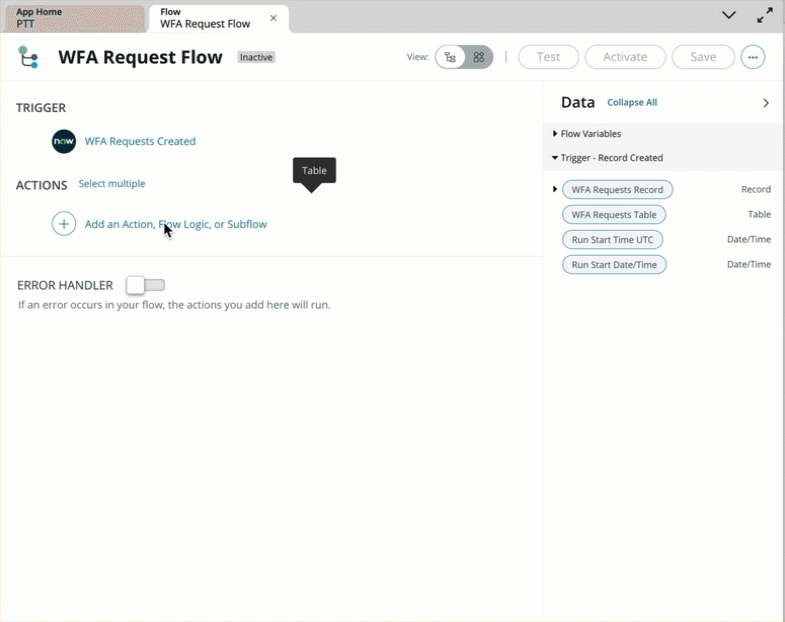 App Home
PTT
Flow
WFA Request Flow
WFA Request Flow
Inactive
View:
Test
Activate
Save
TRIGGER
now
WFA Requests Created
Table
ACTIONS
Select multiple
Add an Action, Flow Logic, or Subflow
ERROR HANDLER
If an error occurs in your flow, the actions you add here will run.
Data
Collapse All
Flow Variables
Trigger - Record Created
WFA Requests Record
Record
WFA Requests Table
Table
Run Start Time UTC
Date/Time
Run Start Date/Time
Date/Time